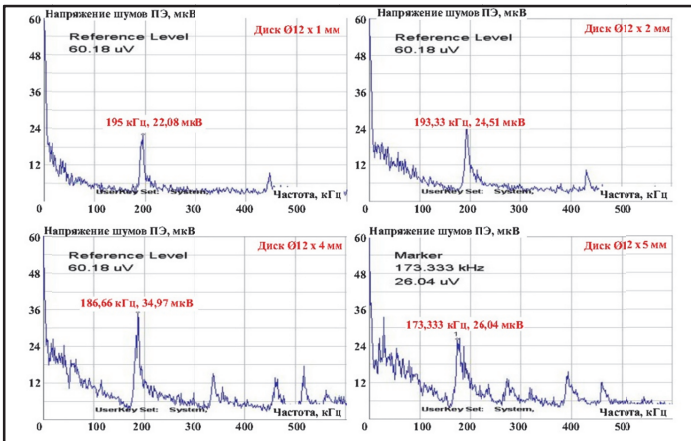 Напряжение шумов ПЭ, мкВ
60
Reference Level
60.18 uV
Диск Ø12 x 1 мм
48
36
24
12
195 кГц, 22,08 мкВ
UserKey Set: System,
Частота, кГц
0 100 200 300 400 500
Напряжение шумов ПЭ, мкВ
60
Reference Level
60.18 uV
Диск Ø12 x 2 мм
48
36
24
12
193,33 кГц, 24,51 мкВ
UserKey Set: System,
Частота, кГц
0 100 200 300 400 500
Напряжение шумов ПЭ, мкВ
60
Reference Level
60.18 uV
Диск Ø12 x 4 мм
48
36
24
12
186,66 кГц, 34,97 мкВ
UserKey Set: System,
Частота, кГц
0 100 200 300 400 500
Напряжение шумов ПЭ, мкВ
60
Marker
173.333 kHz
26.04 uV
Диск Ø12 x 5 мм
48
36
24
12
173,333 кГц, 26,04 мкВ
UserKey Set: System,
Частота, кГц
0 100 200 300 400 500